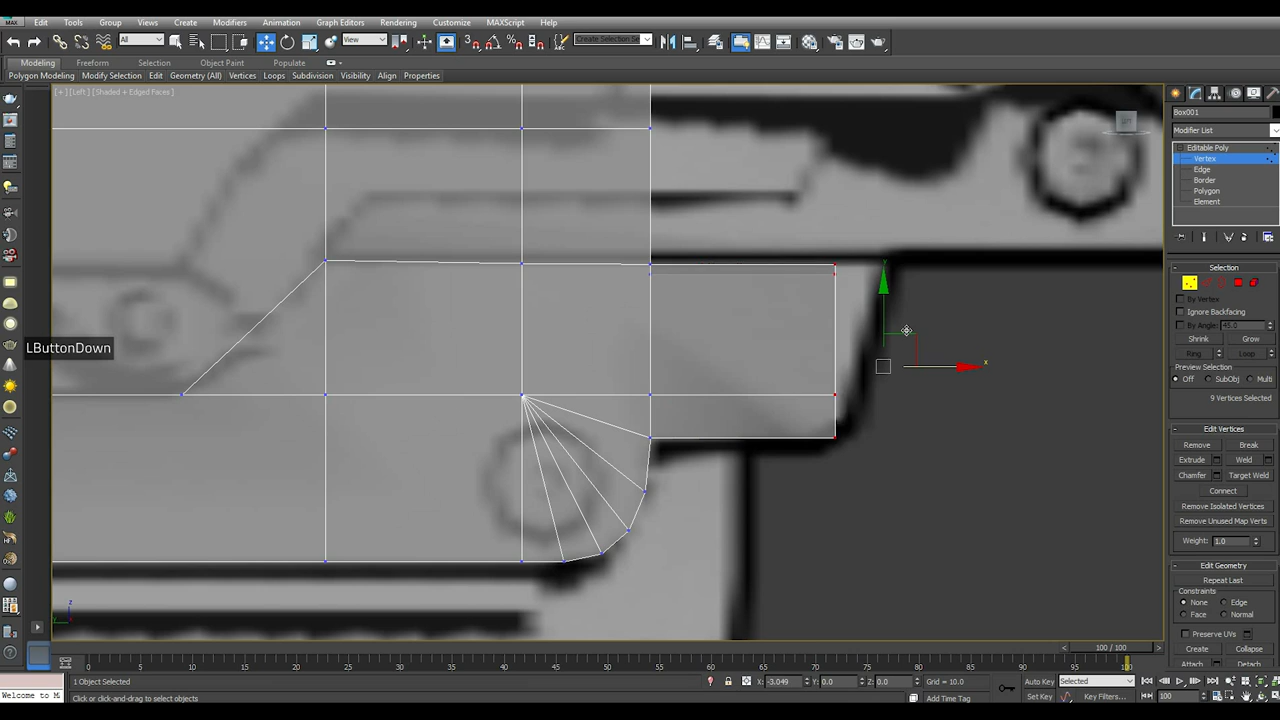 Edit Tools Group Views Create Modifiers Animation Graph Editors Rendering Customize MAXScript Help
All View Create Selection Se
Modeling Freeform Selection Object Paint Populate
Polygon Modeling Modify Selection Edit Geometry (All) Vertices Loops Subdivision Visibility Align Properties
[+] [Left] [Shaded + Edged Faces]
Box001
Modifier List
Editable Poly
Vertex
Edge
Border
Polygon
Element
Selection
By Vertex
Ignore Backfacing
By Angle: 45.0
Shrink Grow
Ring Loop
Preview Selection
Off SubObj Multi
9 Vertices Selected
Edit Vertices
Remove Break
Extrude Weld
Chamfer Target Weld
Connect
Remove Isolated Vertices
Remove Unused Map Verts
Weight: 1.0
Edit Geometry
Repeat Last
Constraints
None Edge
Face Normal
Preserve UVs
Create Collapse
Attach Detach
LButtonDown
y
x
z
100 / 100
0 5 10 15 20 25 30 35 40 45 50 55 60 65 70 75 80 85 90 95 100
1 Object Selected X: -3.049 Y: 0.0 Z: 0.0 Grid = 10.0 Auto Key Selected
Welcome to M Click or click-and-drag to select objects Add Time Tag Set Key Key Filters... 100